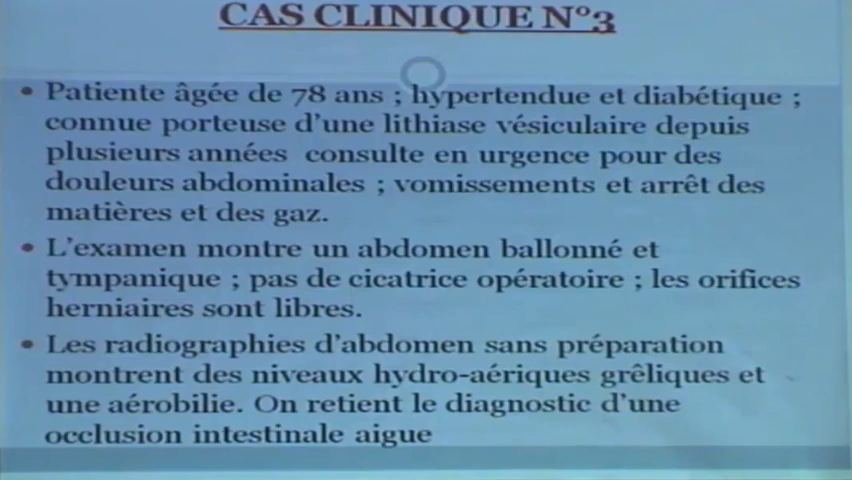 CAS CLINIQUE N°3
• Patiente âgée de 78 ans ; hypertendue et diabétique ;
connue porteuse d'une lithiase vésiculaire depuis
plusieurs années consulte en urgence pour des
douleurs abdominales ; vomissements et arrêt des
matières et des gaz.
• L'examen montre un abdomen ballonné et
tympanique ; pas de cicatrice opératoire ; les orifices
herniaires sont libres.
• Les radiographies d'abdomen sans préparation
montrent des niveaux hydro-aériques grêliques et
une aérobilie. On retient le diagnostic d'une
occlusion intestinale aigue